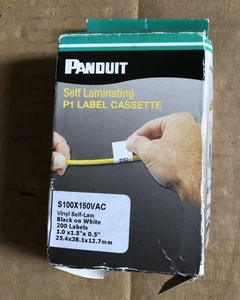 PANDUIT
Self Laminating
P1 LABEL CASSETTE
S100X150VAC
Vinyl Self-Lam
Black on White
200 Labels
1.0 x1.5"x 0.5"
25.4x38.1x12.7mm